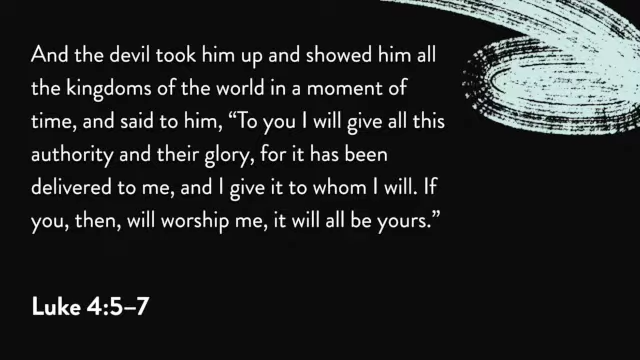 And the devil took him up and showed him all
the kingdoms of the world in a moment of
time, and said to him, “To you I will give all this
authority and their glory, for it has been
delivered to me, and I give it to whom I will. If
you, then, will worship me, it will all be yours.”
Luke 4:5–7